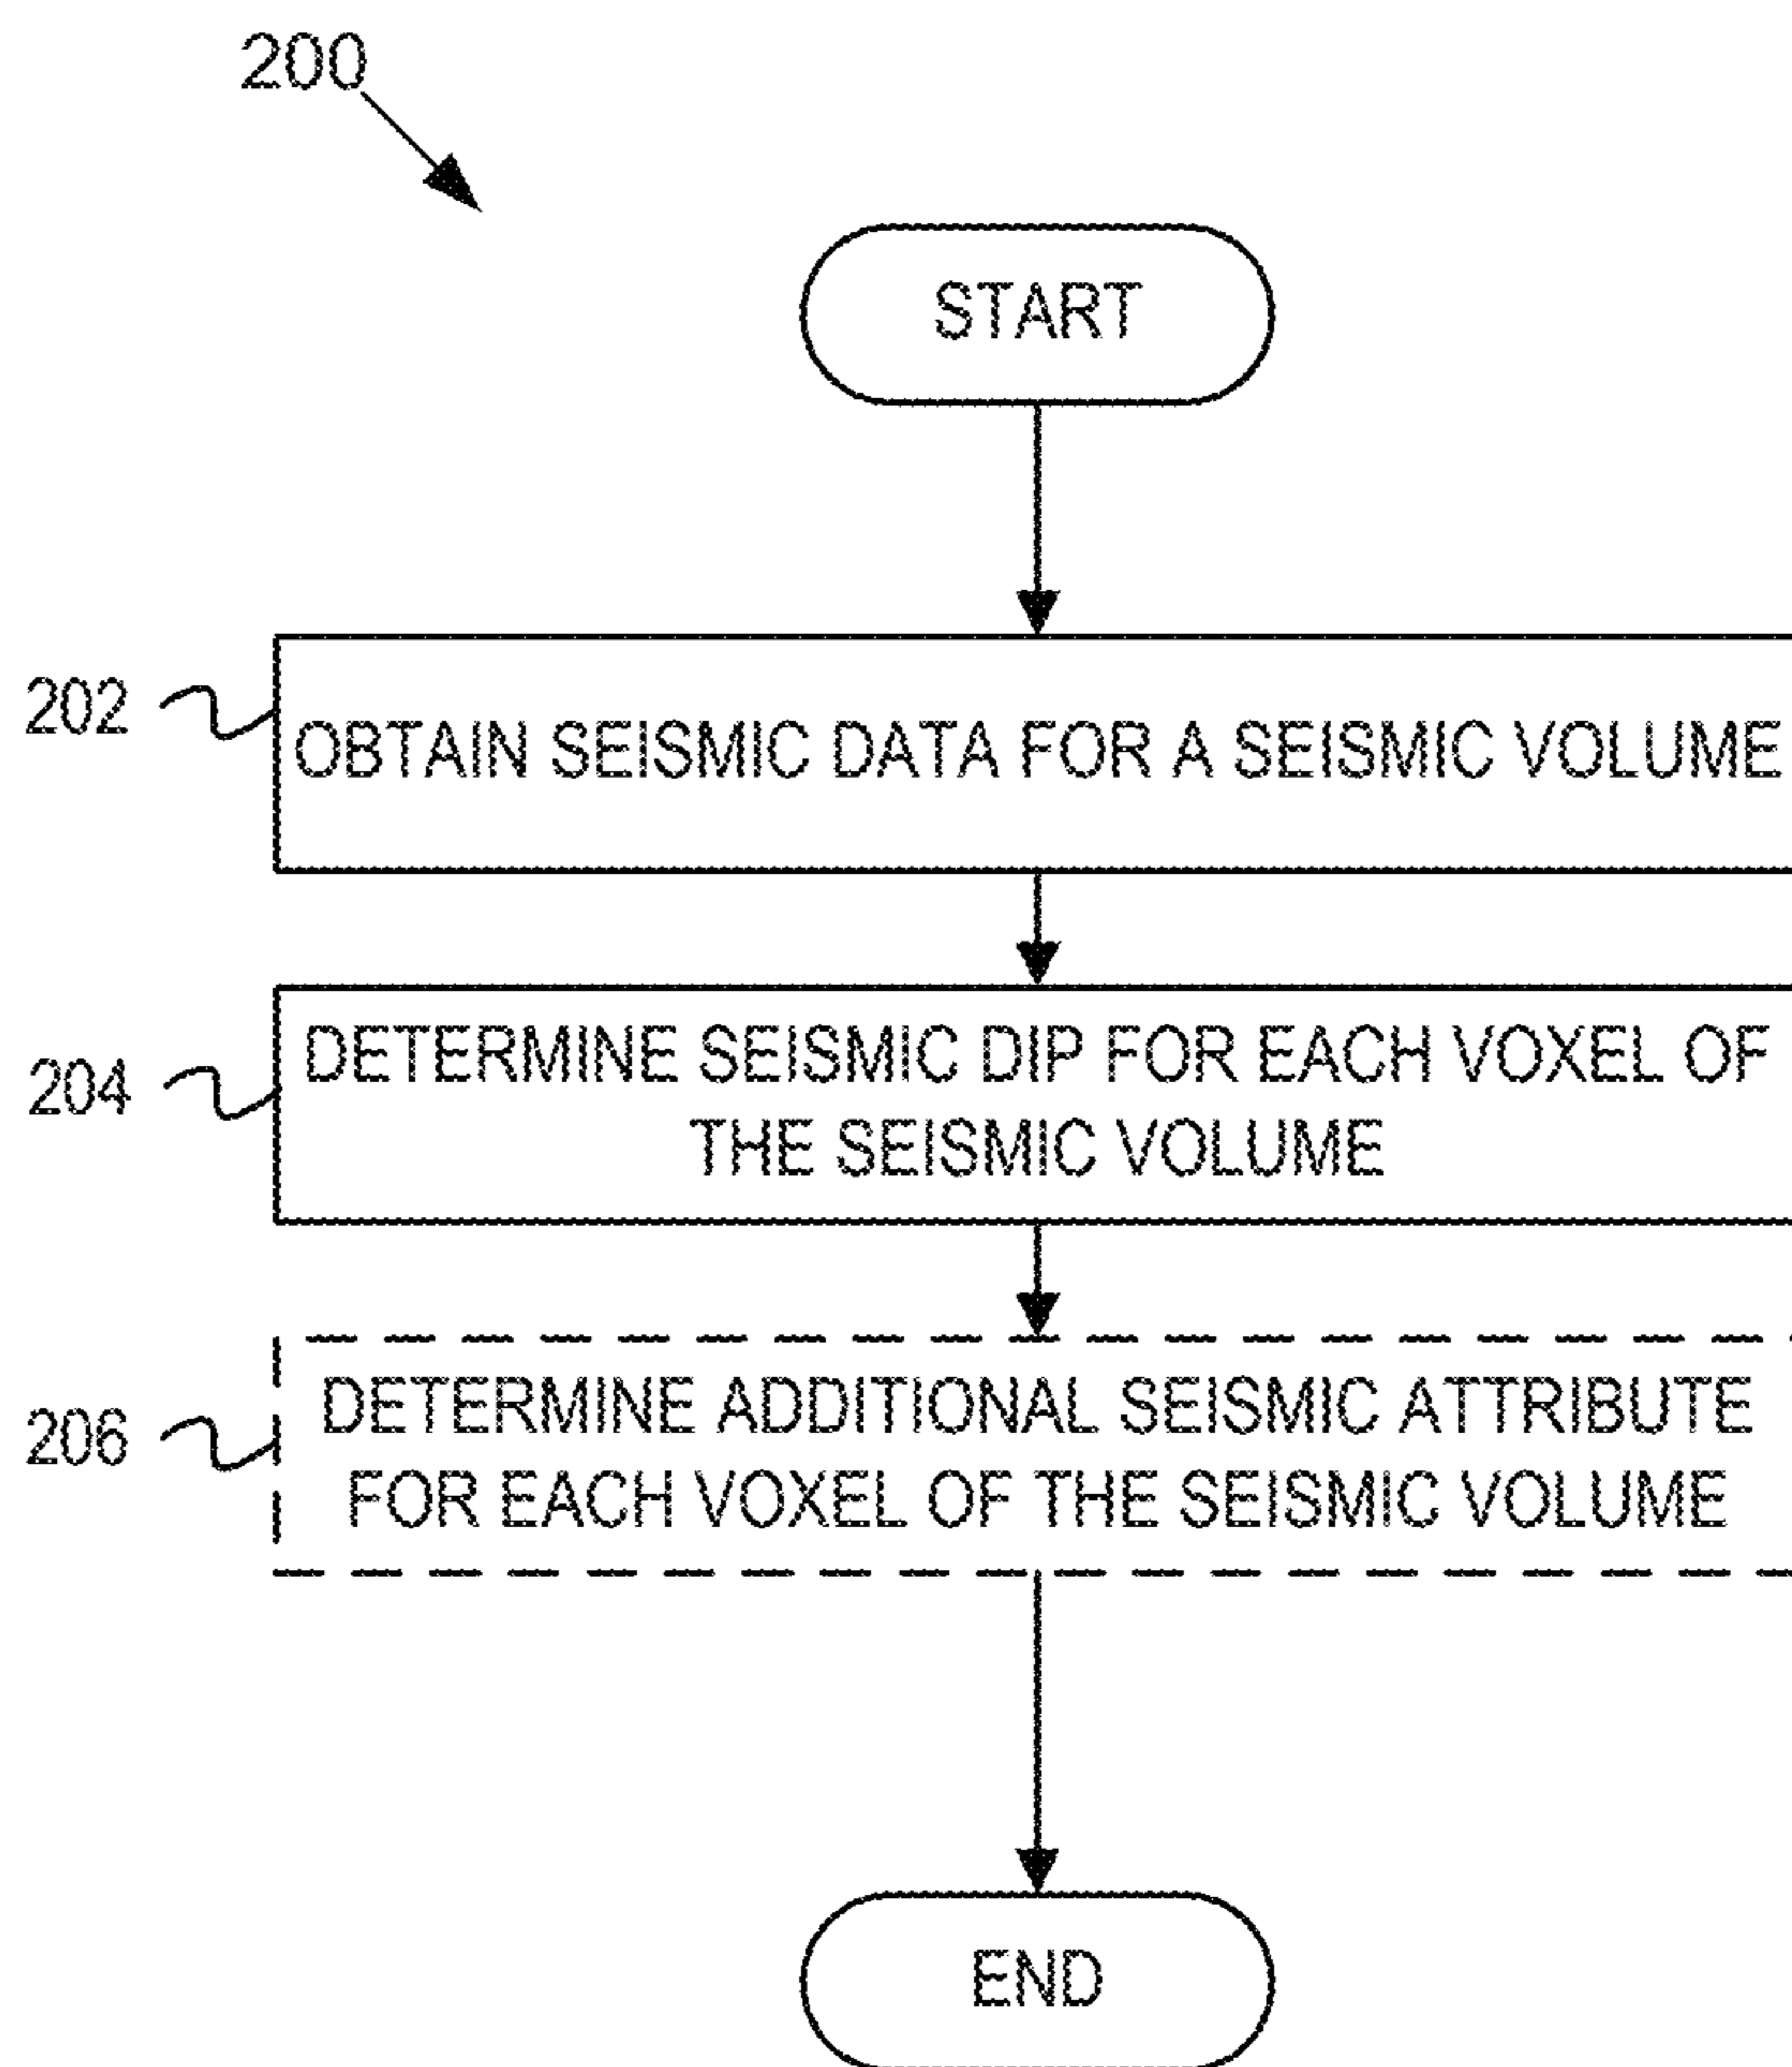 200
START
202
OBTAIN SEISMIC DATA FOR A SEISMIC VOLUME
204
DETERMINE SEISMIC DIP FOR EACH VOXEL OF
THE SEISMIC VOLUME
206
DETERMINE ADDITIONAL SEISMIC ATTRIBUTE
FOR EACH VOXEL OF THE SEISMIC VOLUME
END